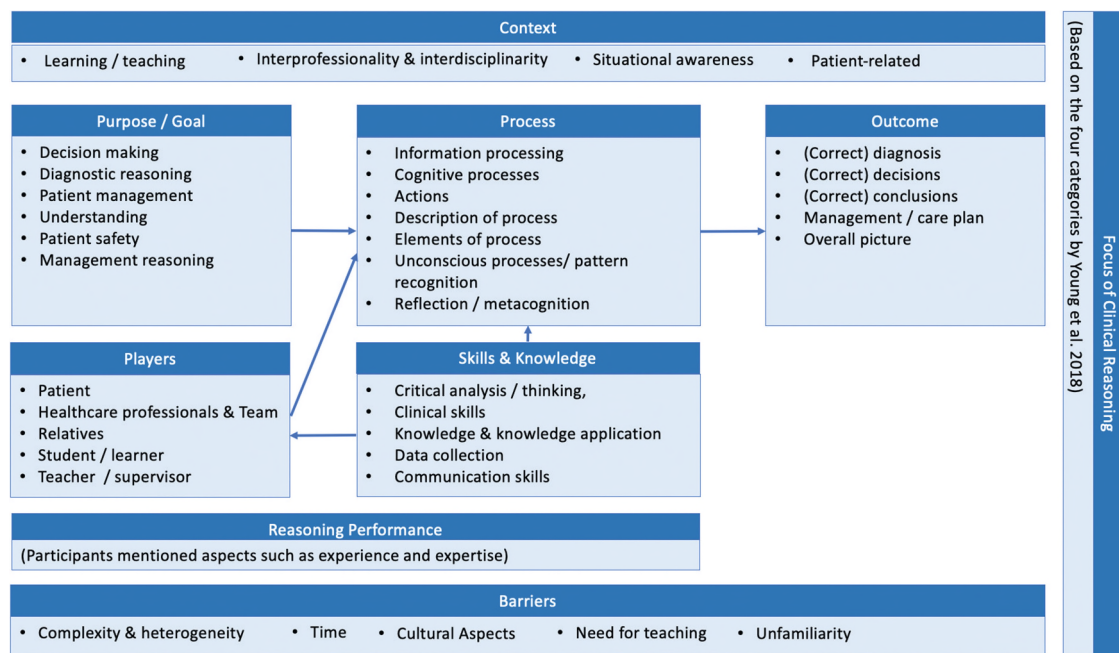 Context
• Learning / teaching • Interprofessionality & interdisciplinarity • Situational awareness • Patient-related
Purpose / Goal
• Decision making
• Diagnostic reasoning
• Patient management
• Understanding
• Patient safety
• Management reasoning
Process
• Information processing
• Cognitive processes
• Actions
• Description of process
• Elements of process
• Unconscious processes/ pattern
recognition
• Reflection / metacognition
Outcome
• (Correct) diagnosis
• (Correct) decisions
• (Correct) conclusions
• Management / care plan
• Overall picture
Players
• Patient
• Healthcare professionals & Team
• Relatives
• Student / learner
• Teacher / supervisor
Skills & Knowledge
• Critical analysis / thinking,
• Clinical skills
• Knowledge & knowledge application
• Data collection
• Communication skills
Reasoning Performance
(Participants mentioned aspects such as experience and expertise)
Barriers
• Complexity & heterogeneity • Time • Cultural Aspects • Need for teaching • Unfamiliarity
Focus of Clinical Reasoning
(Based on the four categories by Young et al. 2018)